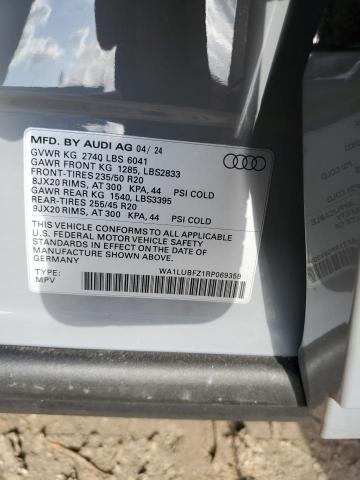 MFD. BY AUDI AG 04/ 24
GVWR KG 2740 LBS 6041
GAWR FRONT KG 1285, LBS2833
FRONT-TIRES 235/50 R20
8JX20 RIMS, AT 300 KPA, 44 PSI COLD
GAWR REAR KG 1540, LBS3395
REAR-TIRES 255/45 R20
9JX20 RIMS, AT 300 KPA, 44 PSI COLD
THIS VEHICLE CONFORMS TO ALL APPLICABLE
U.S. FEDERAL MOTOR VEHICLE SAFETY
STANDARDS IN EFFECT ON THE DATE OF
MANUFACTURE SHOWN ABOVE.
GERMANY
TYPE: WA1LUBFZ1RP069359
MPV